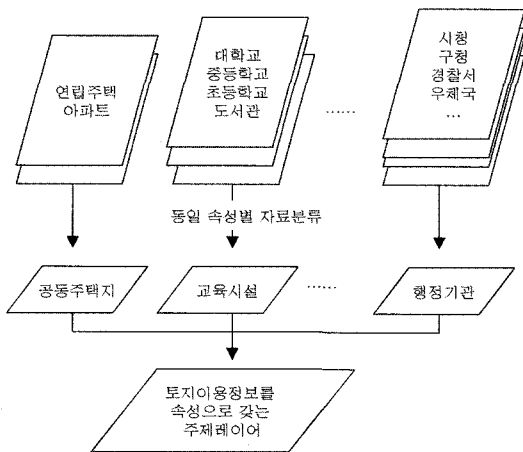 연립주택
아파트
대학교
중등학교
초등학교
도서관
……
시청
구청
경찰서
우체국
…
동일 속성별 자료분류
공동주택지
교육시설
……
행정기관
토지이용정보를
속성으로 갖는
주제레이어